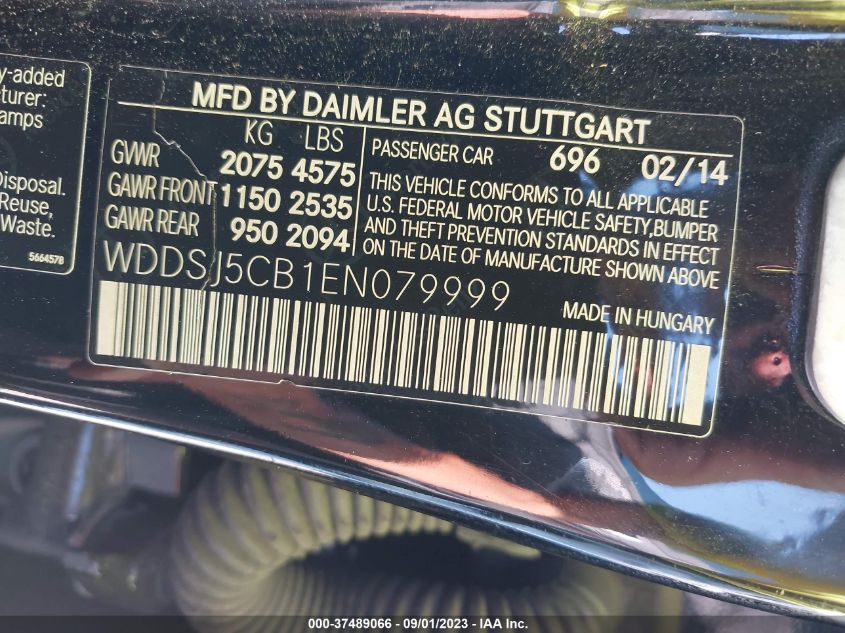 y-added
turer:
amps
Disposal.
Reuse,
Waste.
5664578
MFD BY DAIMLER AG STUTTGART
KG LBS
GVWR 2075 4575
GAWR FRONT 1150 2535
GAWR REAR 950 2094
PASSENGER CAR 696 02/14
THIS VEHICLE CONFORMS TO ALL APPLICABLE
U.S. FEDERAL MOTOR VEHICLE SAFETY,BUMPER
AND THEFT PREVENTION STANDARDS IN EFFECT
ON THE DATE OF MANUFACTURE SHOWN ABOVE
WDDSJ5CB1EN079999
MADE IN HUNGARY
000-37489066 - 09/01/2023 - IAA Inc.